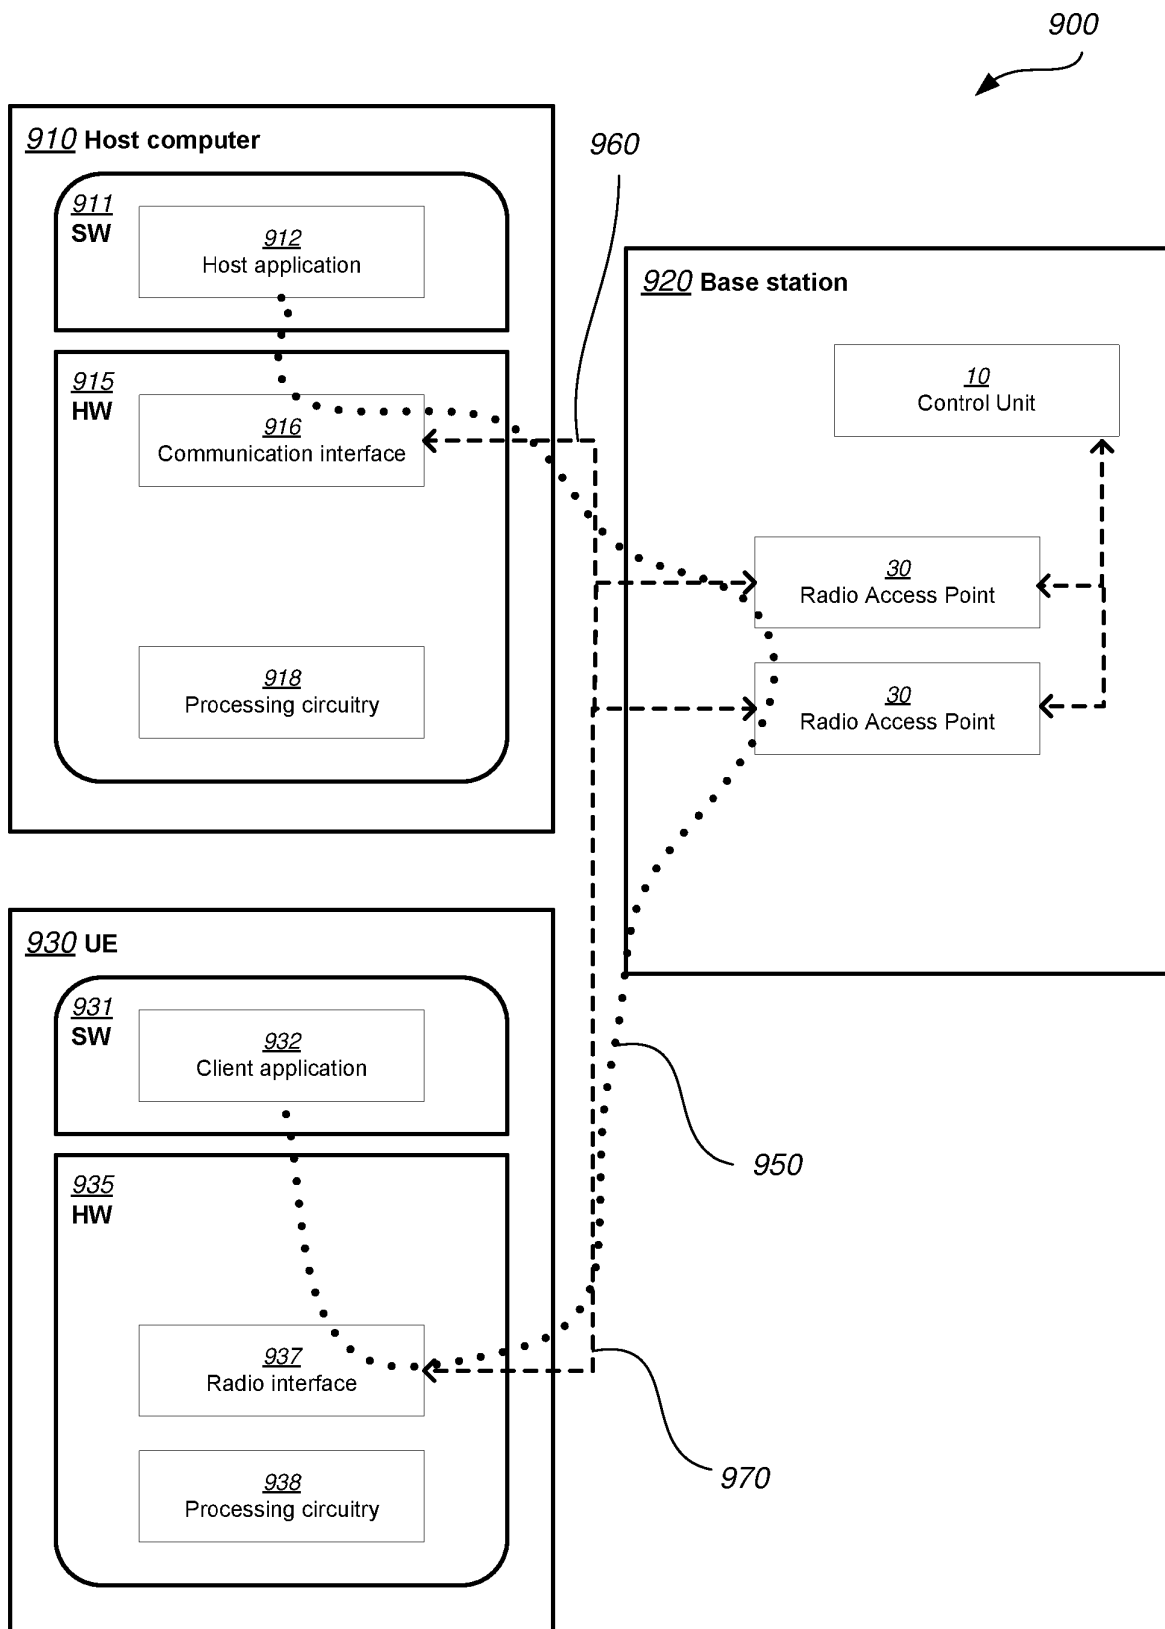 900
910 Host computer
960
911
SW
912
Host application
920 Base station
915
HW
916
Communication interface
10
Control Unit
30
Radio Access Point
918
Processing circuitry
30
Radio Access Point
930 UE
931
SW
932
Client application
950
935
HW
937
Radio interface
970
938
Processing circuitry